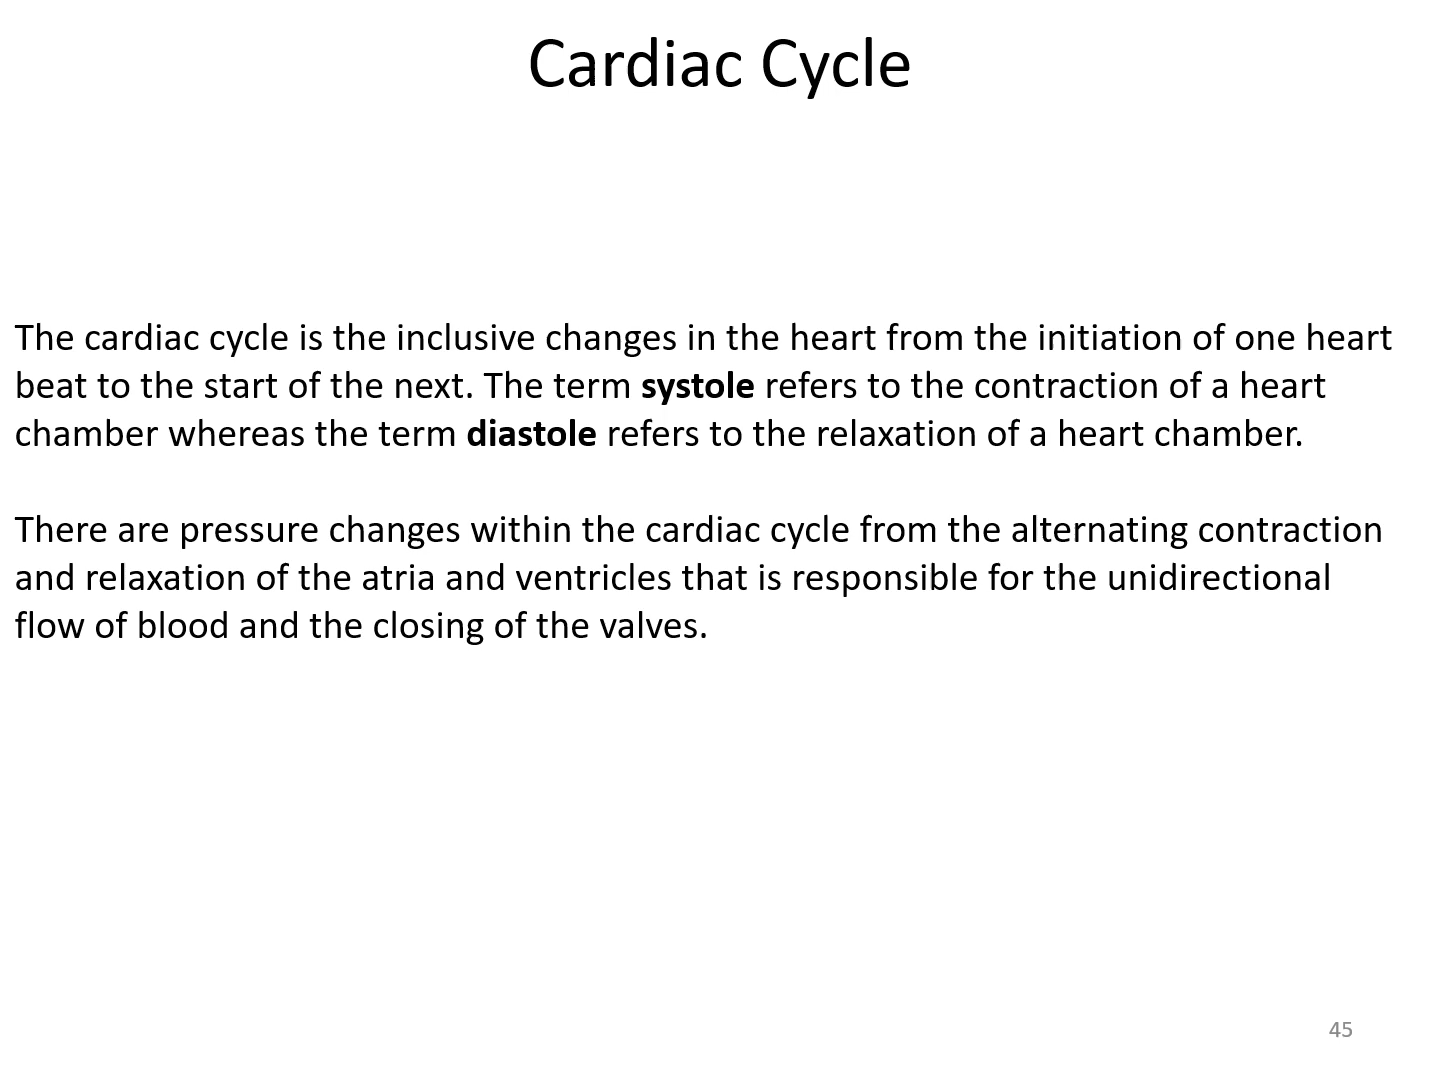 Cardiac Cycle
The cardiac cycle is the inclusive changes in the heart from the initiation of one heart
beat to the start of the next. The term systole refers to the contraction of a heart
chamber whereas the term diastole refers to the relaxation of a heart chamber.
There are pressure changes within the cardiac cycle from the alternating contraction
and relaxation of the atria and ventricles that is responsible for the unidirectional
flow of blood and the closing of the valves.
45